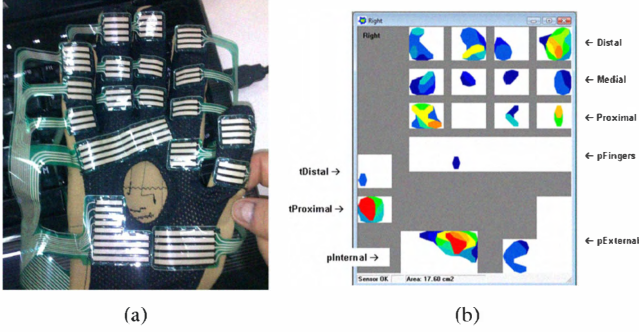 Right
Right
← Distal
← Medial
← Proximal
← pFingers
tDistal →
tProximal→
← pExternal
pInternal →
Sensor OK Area: 17.60 cm2
(a) (b)